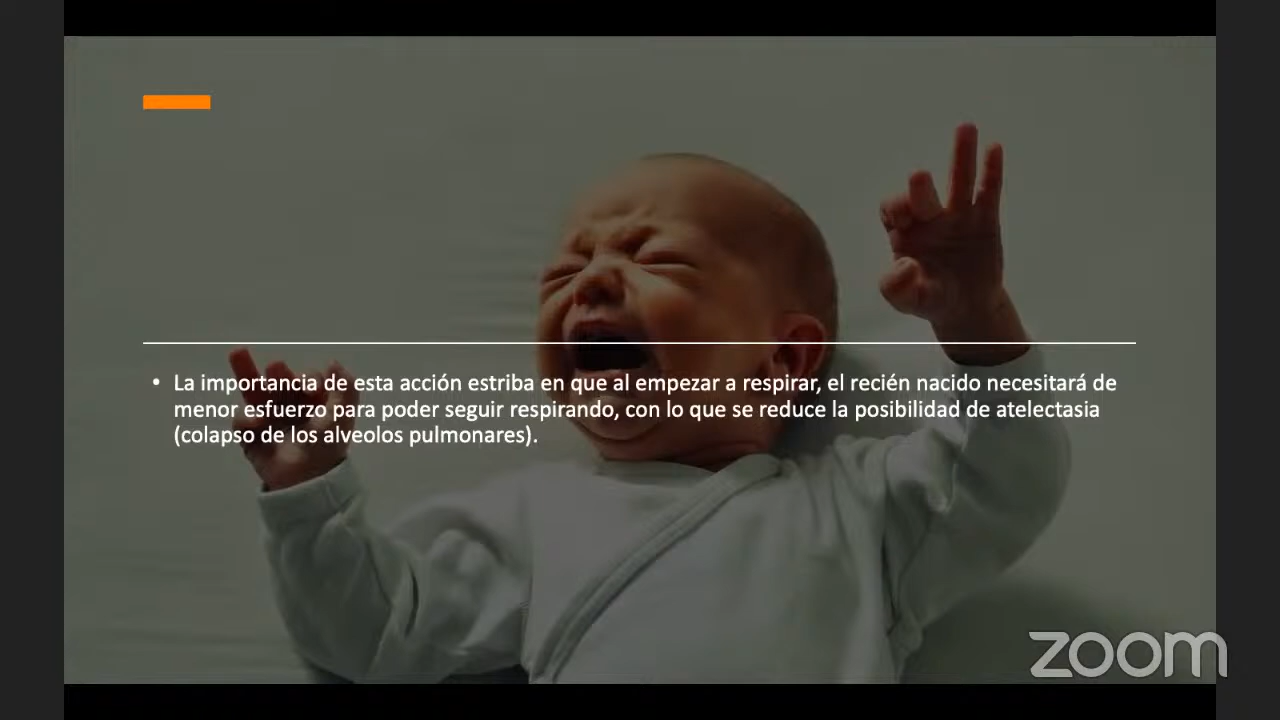 • La importancia de esta acción estriba en que al empezar a respirar, el recién nacido necesitará de
menor esfuerzo para poder seguir respirando, con lo que se reduce la posibilidad de atelectasia
(colapso de los alveolos pulmonares).
zoom